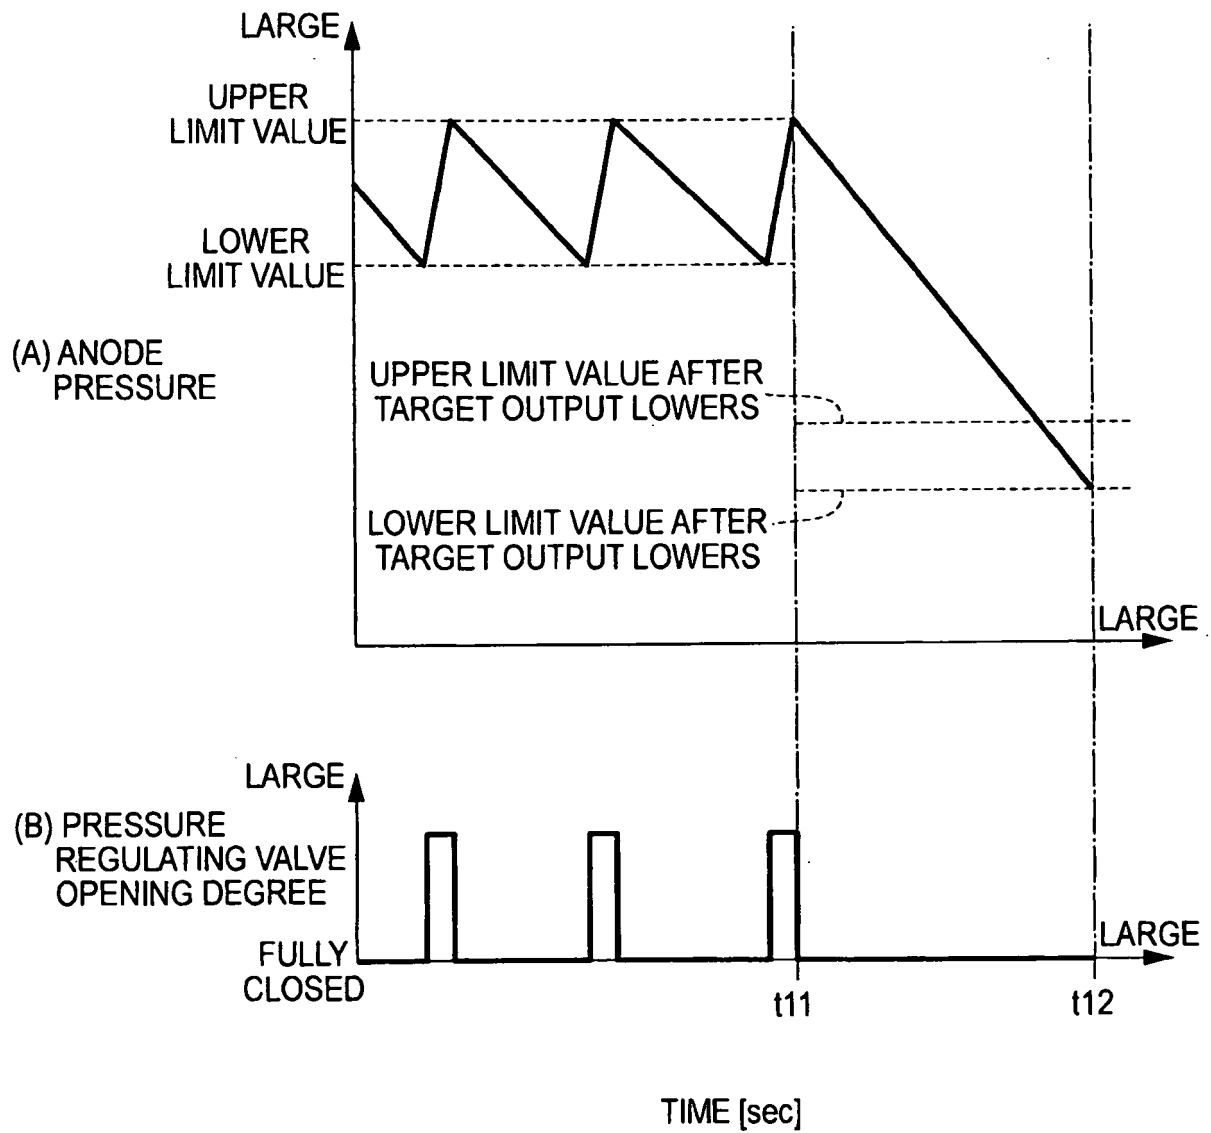 LARGE
UPPER
LIMIT VALUE
LOWER
LIMIT VALUE
(A) ANODE
PRESSURE
UPPER LIMIT VALUE AFTER
TARGET OUTPUT LOWERS
LOWER LIMIT VALUE AFTER
TARGET OUTPUT LOWERS
LARGE
LARGE
(B) PRESSURE
REGULATING VALVE
OPENING DEGREE
FULLY
CLOSED
LARGE
t11
t12
TIME [sec]